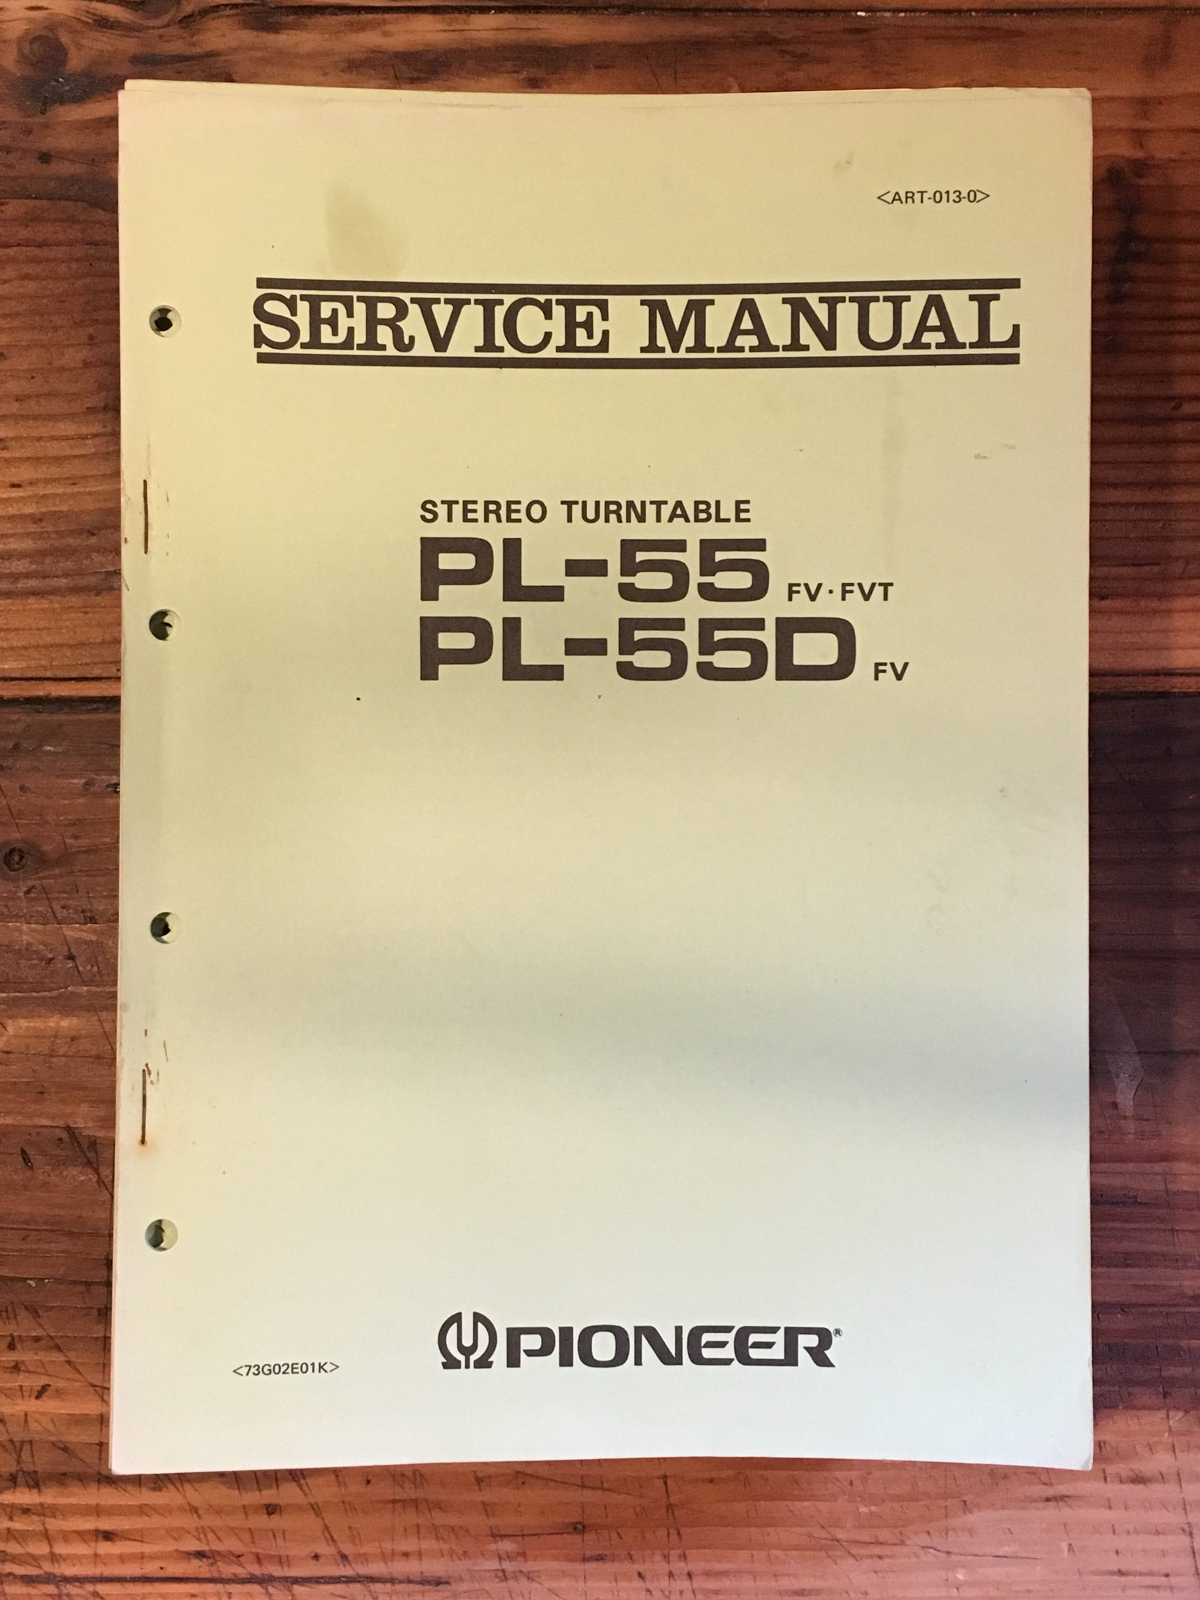 <ART-013-0>
SERVICE MANUAL
STEREO TURNTABLE
PL-55 FV·FVT
PL-55D FV
PIONEER®
<73G02E01K>